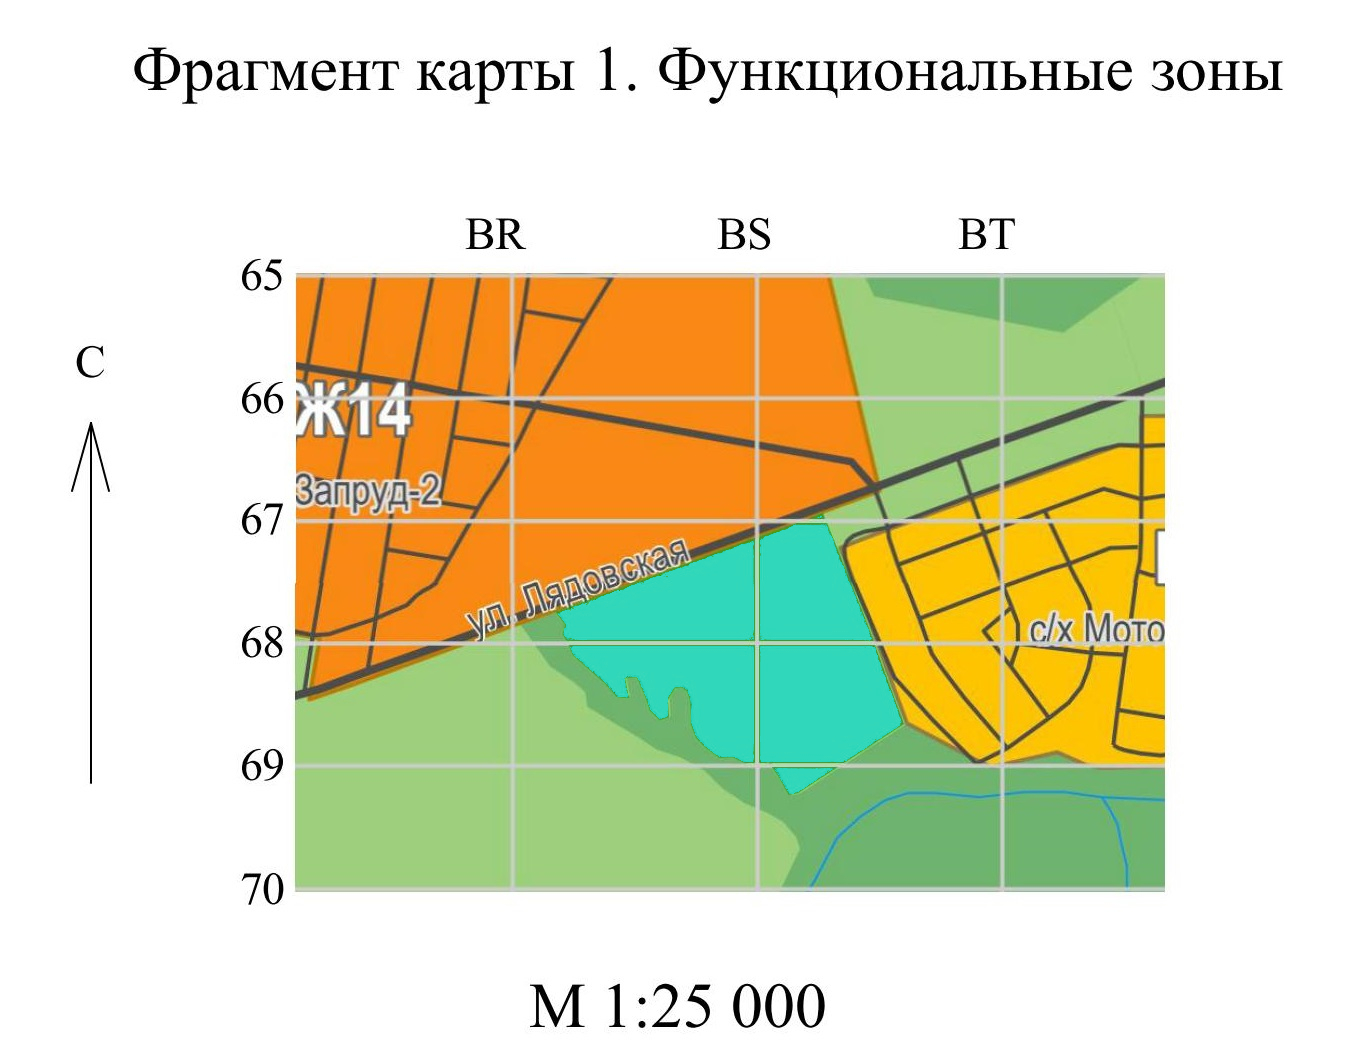 Фрагмент карты 1. Функциональные зоны
BR BS BT
65
С
66
Ж14
Запруд-2
67
ул. Лядовская
68
с/х Мото
69
70
М 1:25 000